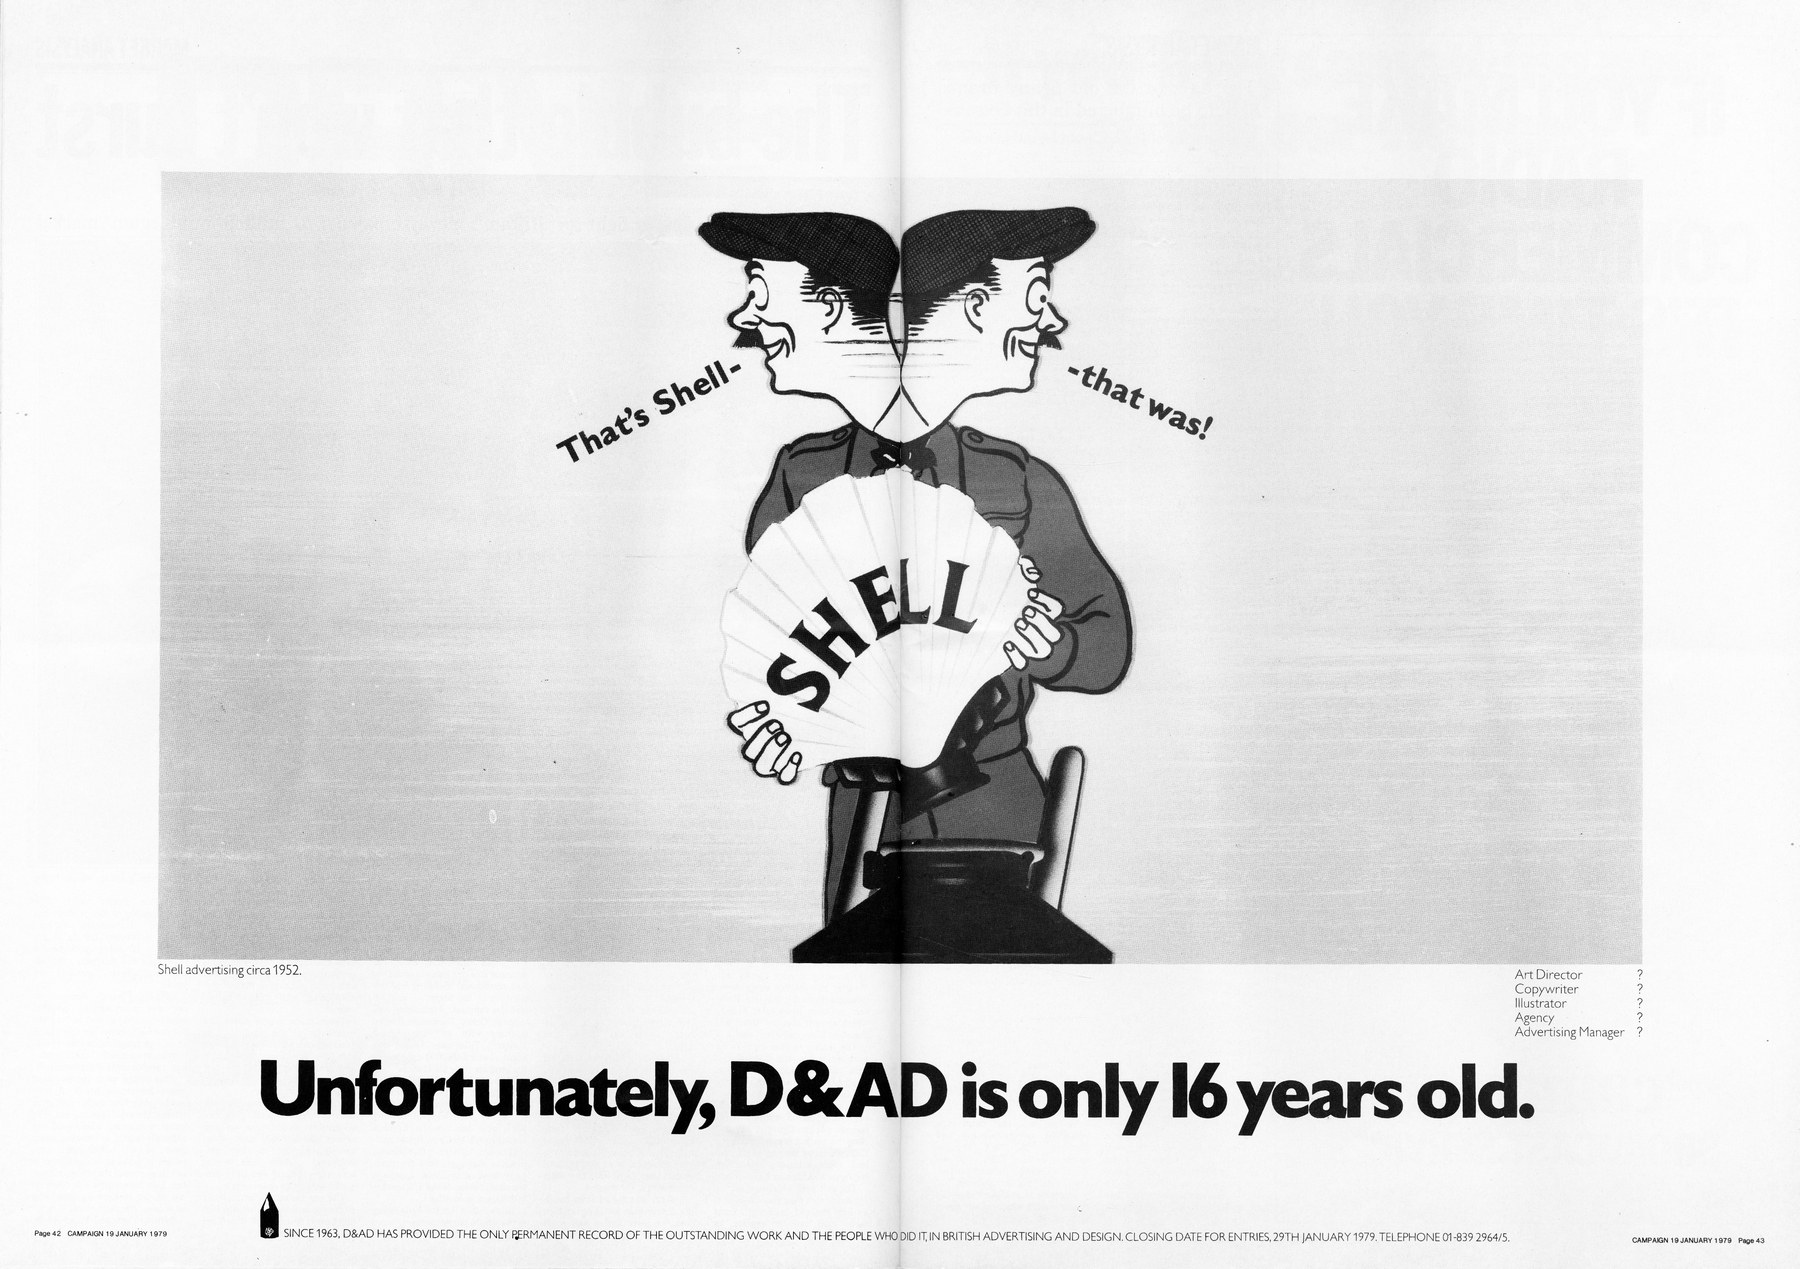 That's Shell-
-that was!
SHELL
Shell advertising circa 1952.
Art Director ?
Copywriter ?
Illustrator ?
Agency ?
Advertising Manager ?
Unfortunately, D&AD is only 16 years old.
SINCE 1963, D&AD HAS PROVIDED THE ONLY PERMANENT RECORD OF THE OUTSTANDING WORK AND THE PEOPLE WHO DID IT, IN BRITISH ADVERTISING AND DESIGN. CLOSING DATE FOR ENTRIES, 29TH JANUARY 1979. TELEPHONE 01-839 2964/5.
Page 42 CAMPAIGN 19 JANUARY 1979
CAMPAIGN 19 JANUARY 1979 Page 43